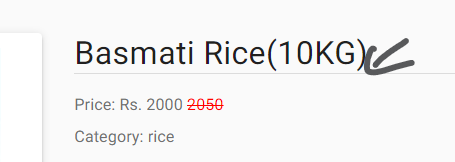 Basmati Rice(10KG)
Price: Rs. 2000 2050
Category: rice